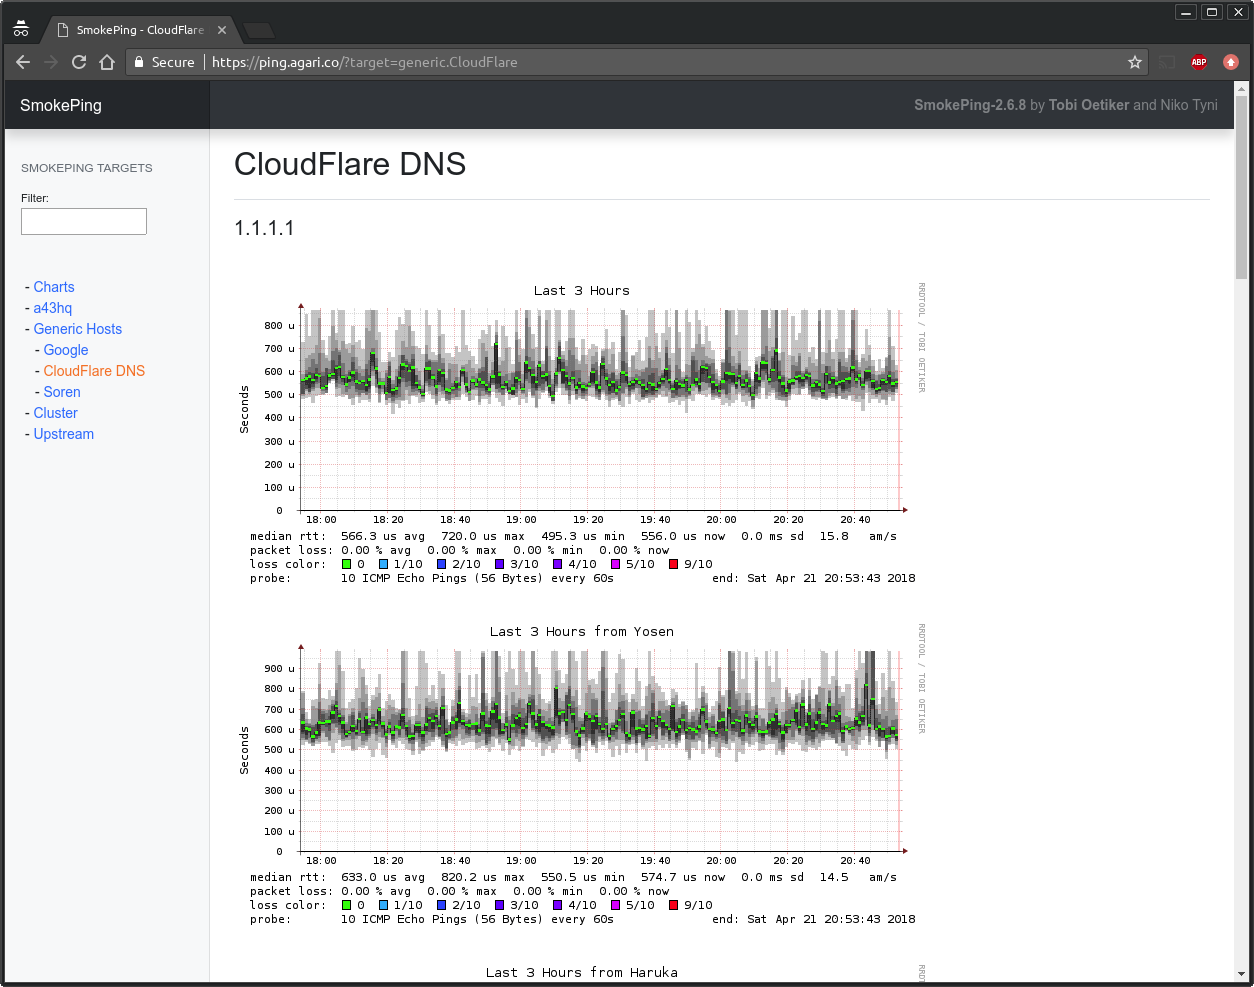 SmokePing - CloudFlare
Secure | https://ping.agari.co/?target=generic.CloudFlare
ABP
SmokePing
SmokePing-2.6.8 by Tobi Oetiker and Niko Tyni
SMOKEPING TARGETS
Filter:
- Charts
- a43hq
- Generic Hosts
- Google
- CloudFlare DNS
- Soren
- Cluster
- Upstream
CloudFlare DNS
1.1.1.1
Last 3 Hours
RRDTOOL / TOBI OETIKER
Seconds
800 u
700 u
600 u
500 u
400 u
300 u
200 u
100 u
0
18:00 18:20 18:40 19:00 19:20 19:40 20:00 20:20 20:40
median rtt: 566.3 us avg 720.0 us max 495.3 us min 556.0 us now 0.0 ms sd 15.8 am/s
packet loss: 0.00 % avg 0.00 % max 0.00 % min 0.00 % now
loss color: 0 1/10 2/10 3/10 4/10 5/10 9/10
probe: 10 ICMP Echo Pings (56 Bytes) every 60s end: Sat Apr 21 20:53:43 2018
Last 3 Hours from Yosen
RRDTOOL / TOBI OETIKER
Seconds
900 u
800 u
700 u
600 u
500 u
400 u
300 u
200 u
100 u
0
18:00 18:20 18:40 19:00 19:20 19:40 20:00 20:20 20:40
median rtt: 633.0 us avg 820.2 us max 550.5 us min 574.7 us now 0.0 ms sd 14.5 am/s
packet loss: 0.00 % avg 0.00 % max 0.00 % min 0.00 % now
loss color: 0 1/10 2/10 3/10 4/10 5/10 9/10
probe: 10 ICMP Echo Pings (56 Bytes) every 60s end: Sat Apr 21 20:53:43 2018
Last 3 Hours from Haruka
RRDT